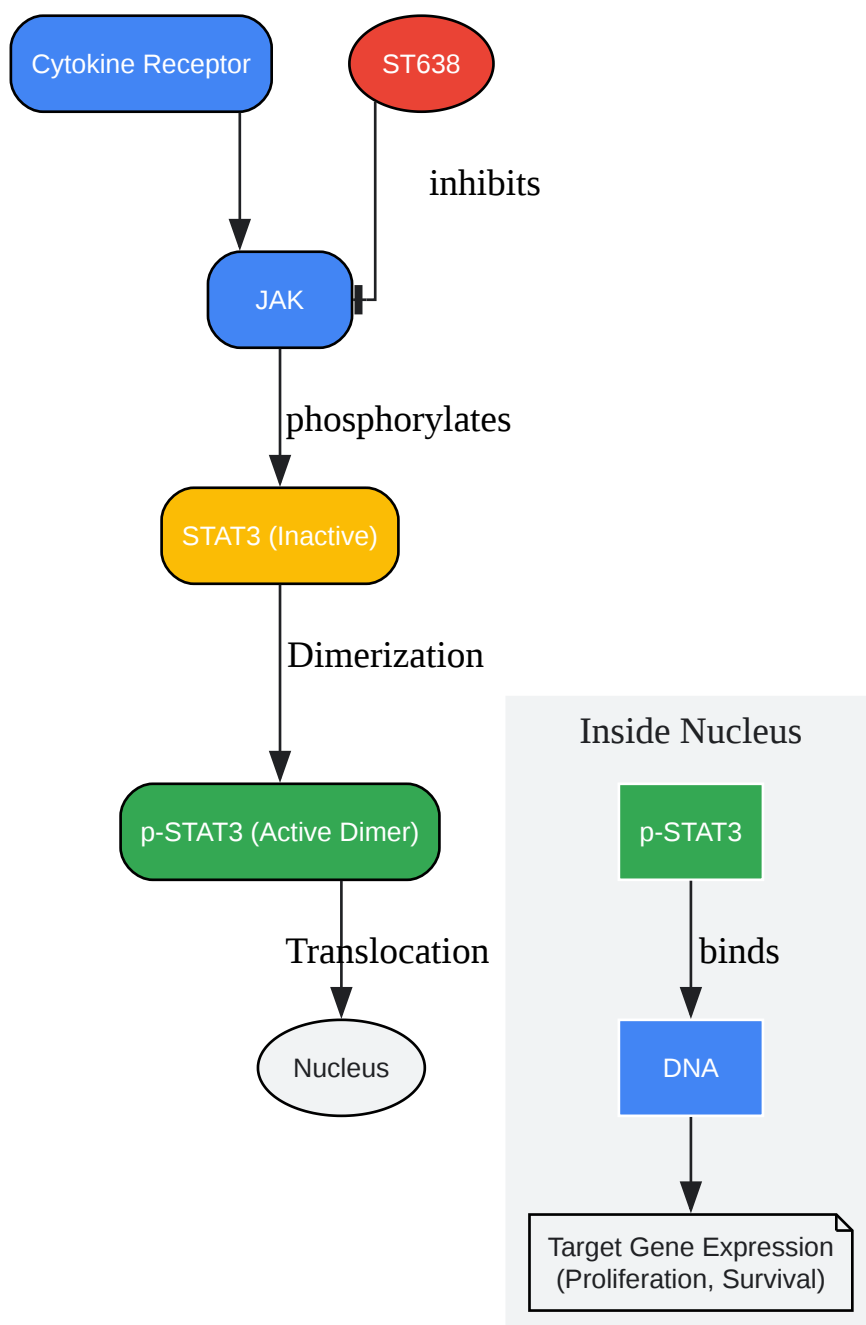 Cytokine Receptor
ST638
inhibits
JAK
phosphorylates
STAT3 (Inactive)
Dimerization
p-STAT3 (Active Dimer)
Translocation
Nucleus
Inside Nucleus
p-STAT3
binds
DNA
Target Gene Expression
(Proliferation, Survival)